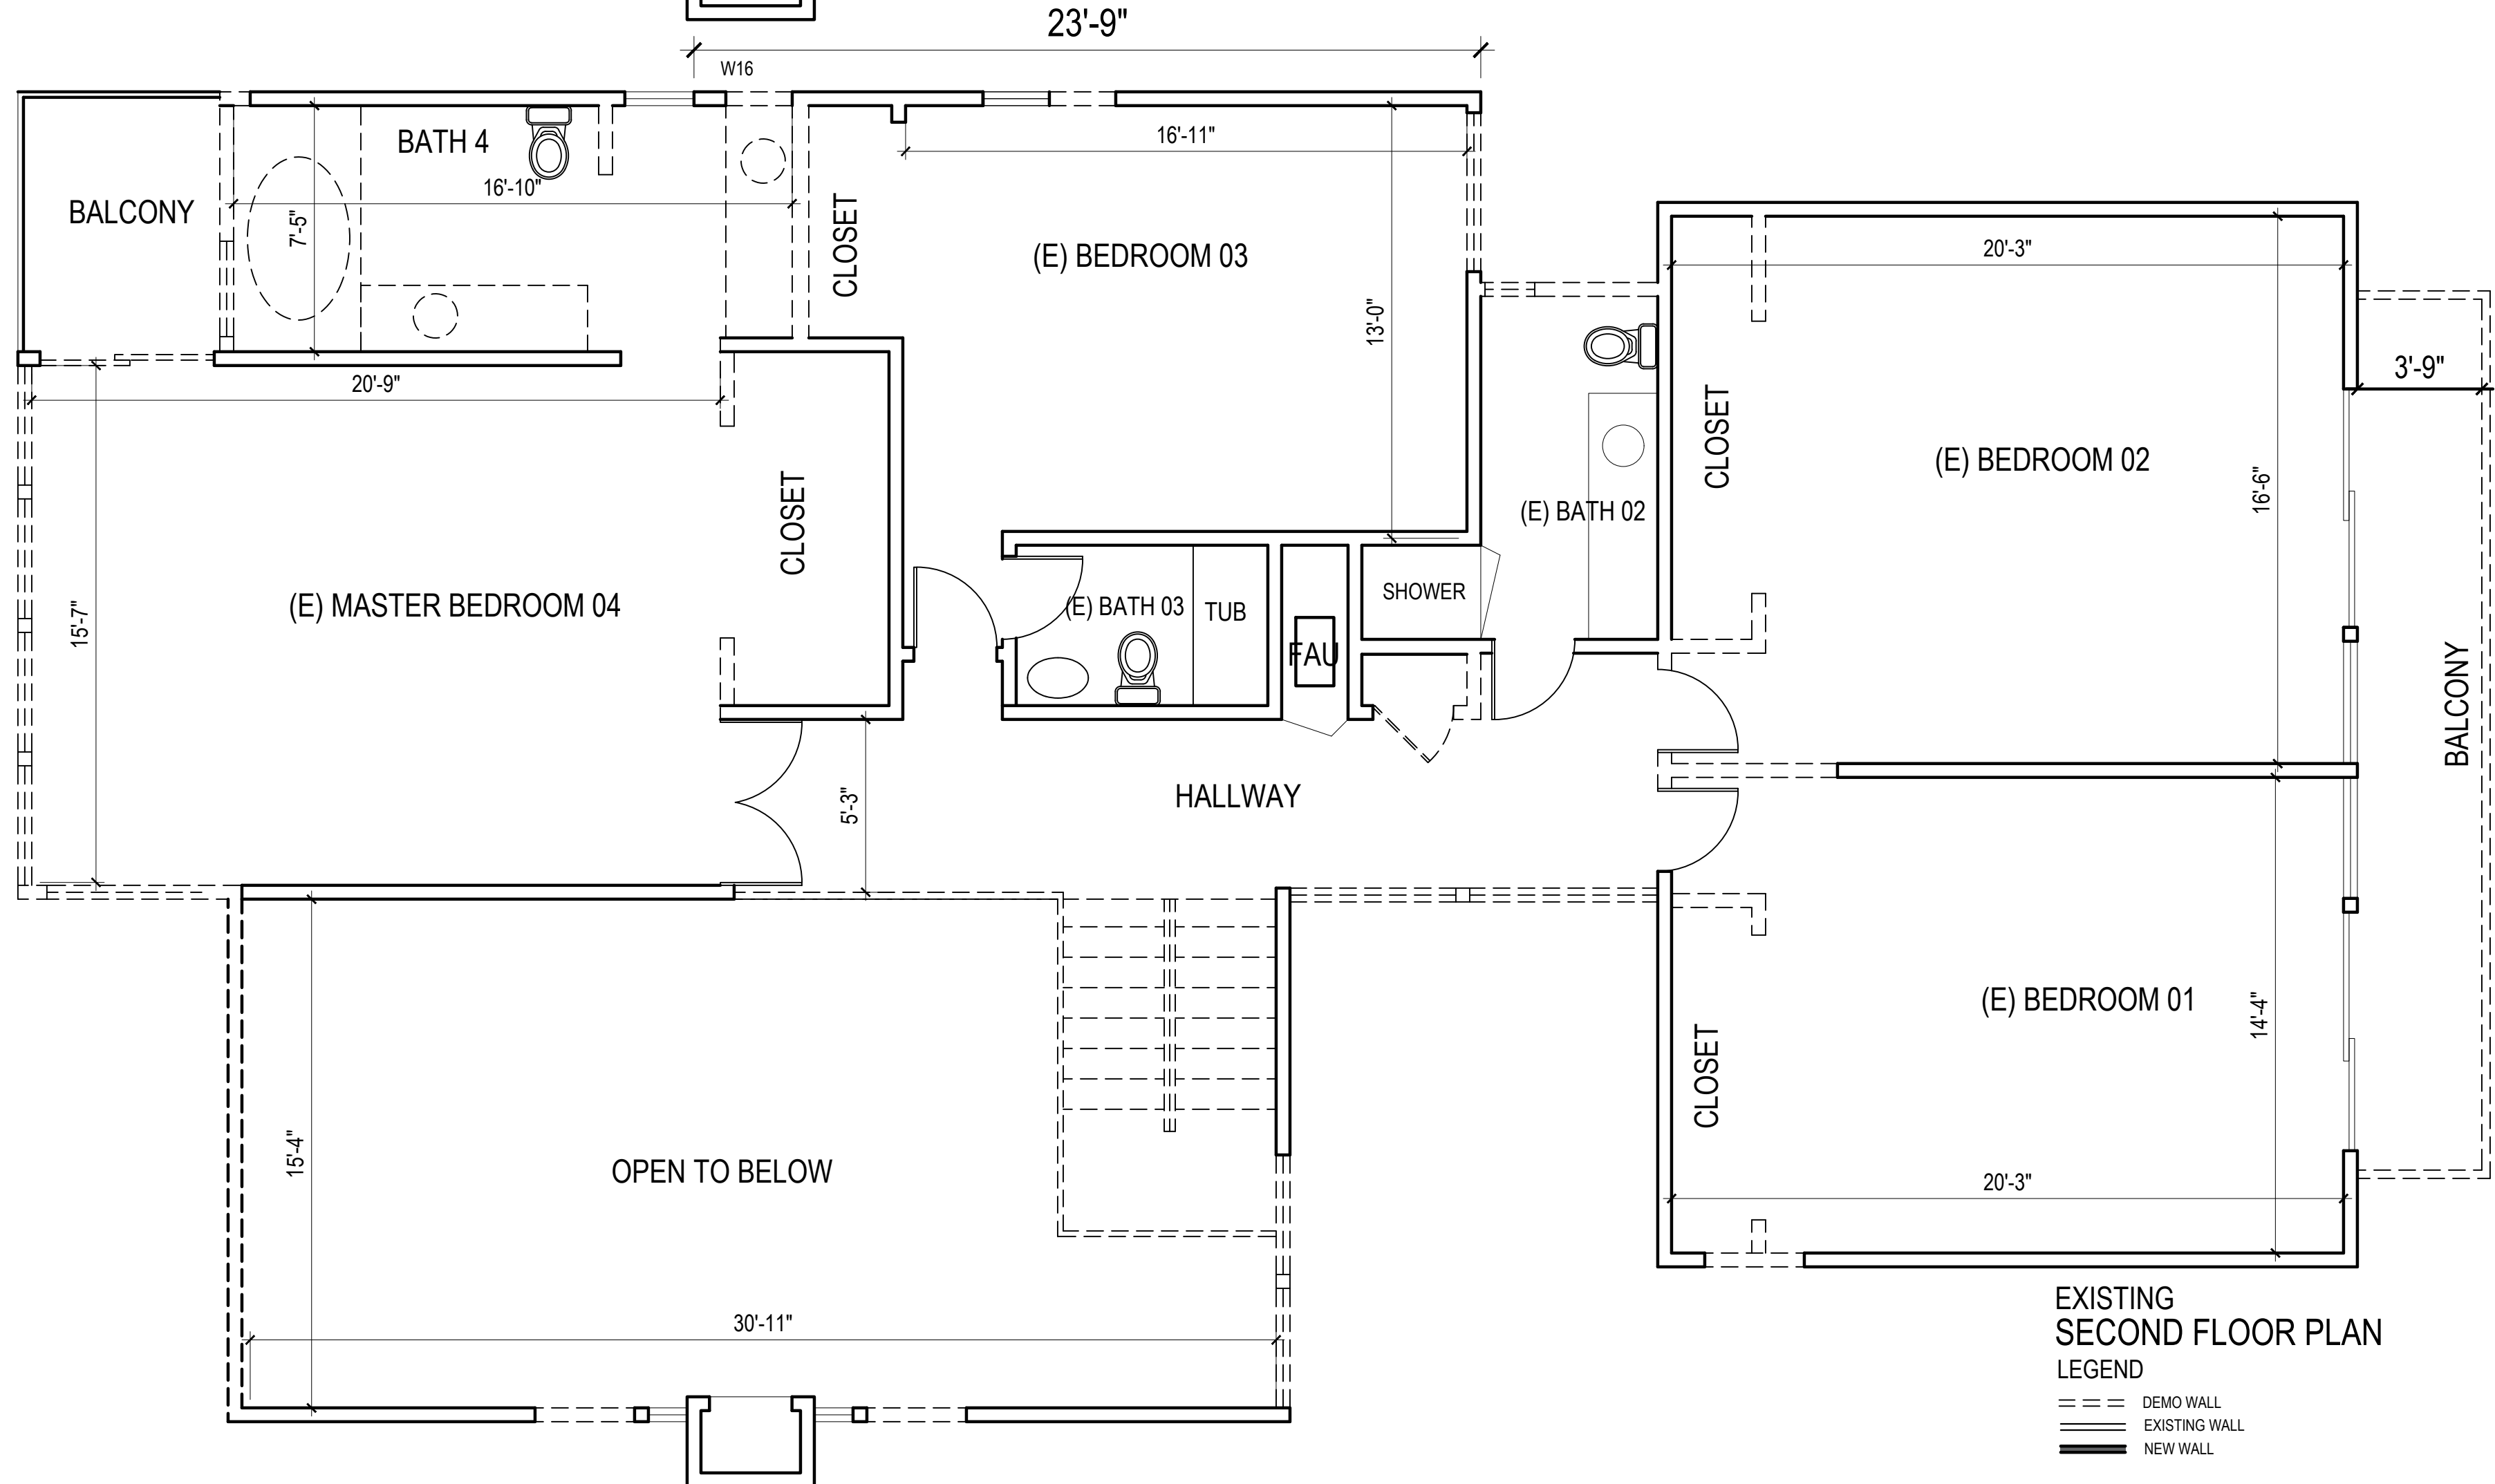 23'-9"
W16
BATH 4
16'-11"
16'-10"
BALCONY
7'-5"
CLOSET
(E) BEDROOM 03
20'-3"
13'-0"
3'-9"
20'-9"
CLOSET
(E) BEDROOM 02
16'-6"
CLOSET
(E) BATH 02
SHOWER
(E) MASTER BEDROOM 04
15'-7"
(E) BATH 03
TUB
FAU
BALCONY
5'-3"
HALLWAY
(E) BEDROOM 01
14'-4"
CLOSET
15'-4"
OPEN TO BELOW
20'-3"
30'-11"
EXISTING
SECOND FLOOR PLAN
LEGEND
DEMO WALL
EXISTING WALL
NEW WALL